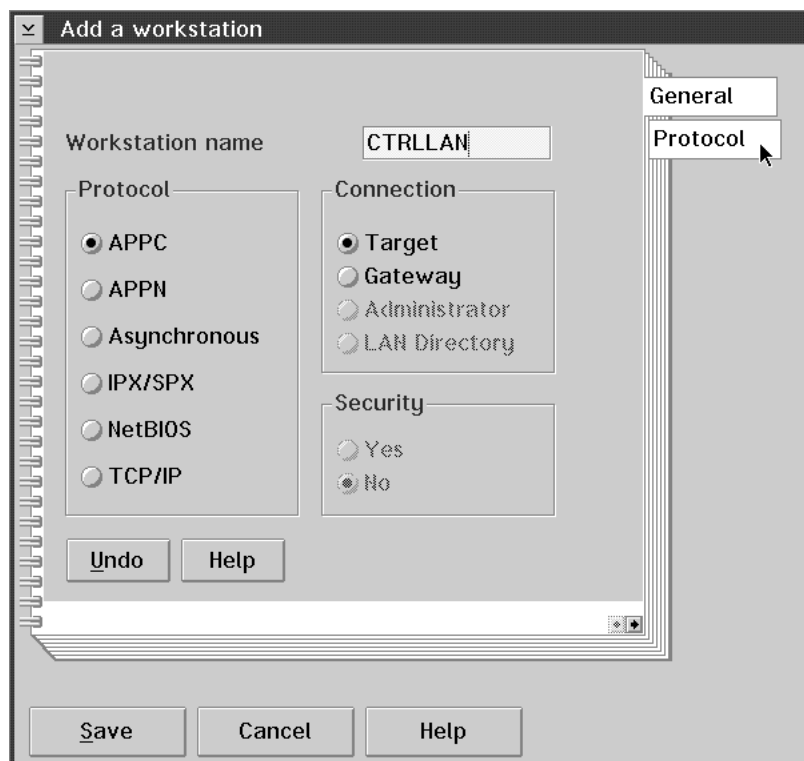 Add a workstation
General
Protocol
Workstation name CTRLLAN
Protocol
APPC
APPN
Asynchronous
IPX/SPX
NetBIOS
TCP/IP
Connection
Target
Gateway
Administrator
LAN Directory
Security
Yes
No
Undo Help
Save Cancel Help